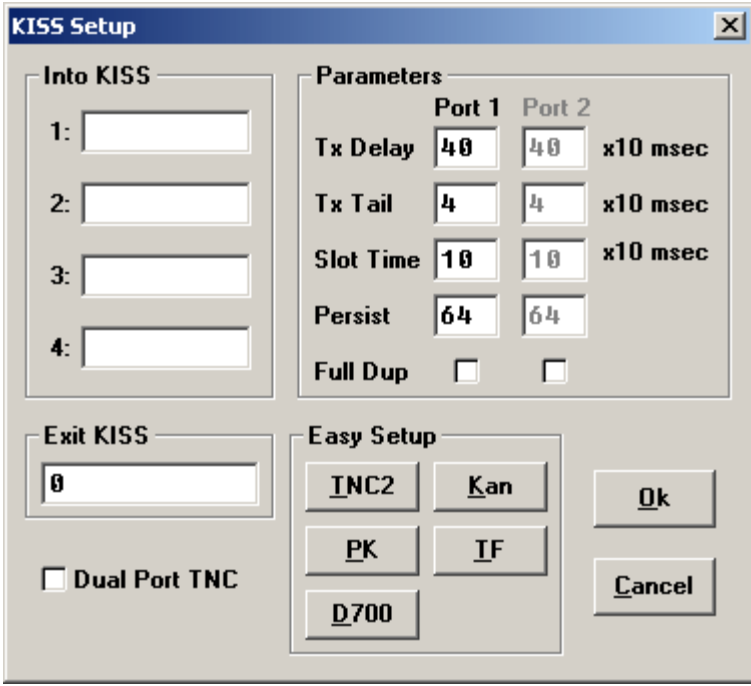 KISS Setup
Into KISS
1:
2:
3:
4:
Parameters
Port 1 Port 2
Tx Delay 40 40 x10 msec
Tx Tail 4 4 x10 msec
Slot Time 10 10 x10 msec
Persist 64 64
Full Dup
Exit KISS
0
Dual Port TNC
Easy Setup
TNC2 Kan
PK TF
D700
Ok
Cancel